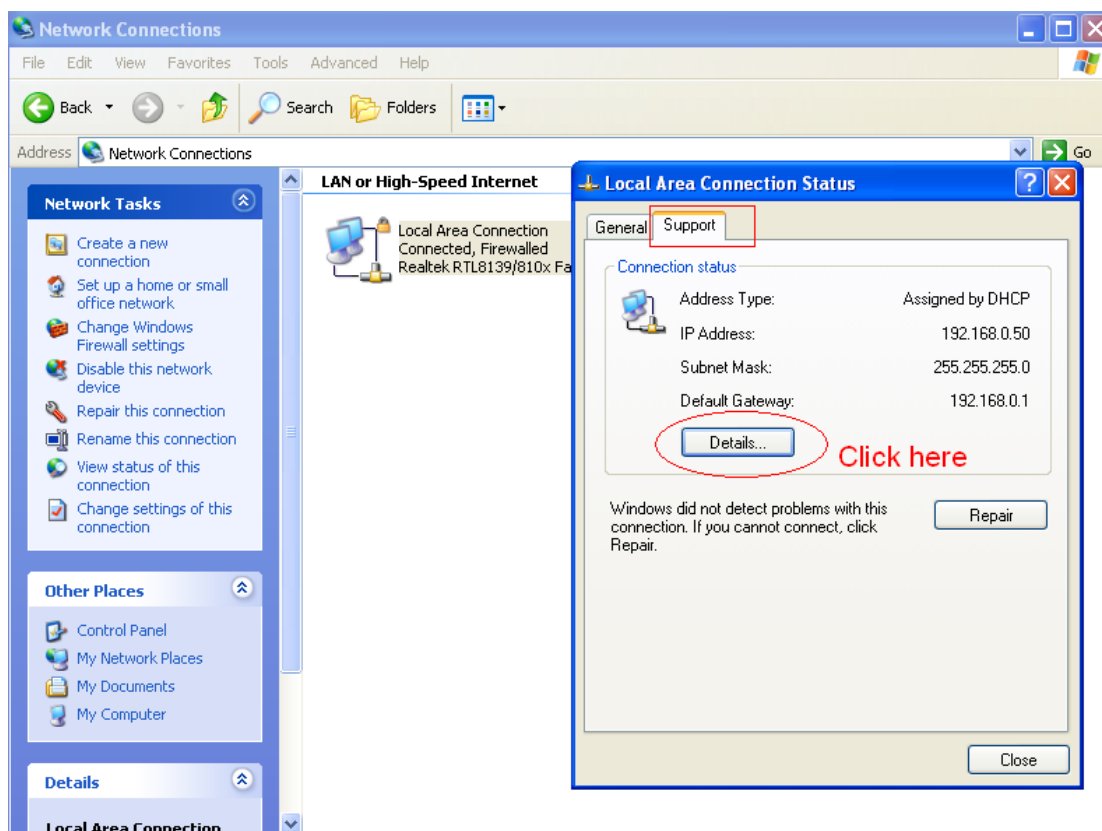 Network Connections
File Edit View Favorites Tools Advanced Help
Back Search Folders
Address Network Connections Go
Network Tasks
Create a new
connection
Set up a home or small
office network
Change Windows
Firewall settings
Disable this network
device
Repair this connection
Rename this connection
View status of this
connection
Change settings of this
connection
Other Places
Control Panel
My Network Places
My Documents
My Computer
Details
Local Area Connection
LAN or High-Speed Internet
Local Area Connection
Connected, Firewalled
Realtek RTL8139/810x Fa
Local Area Connection Status
General Support
Connection status
Address Type: Assigned by DHCP
IP Address: 192.168.0.50
Subnet Mask: 255.255.255.0
Default Gateway: 192.168.0.1
Details...
Click here
Windows did not detect problems with this
connection. If you cannot connect, click
Repair.
Repair
Close